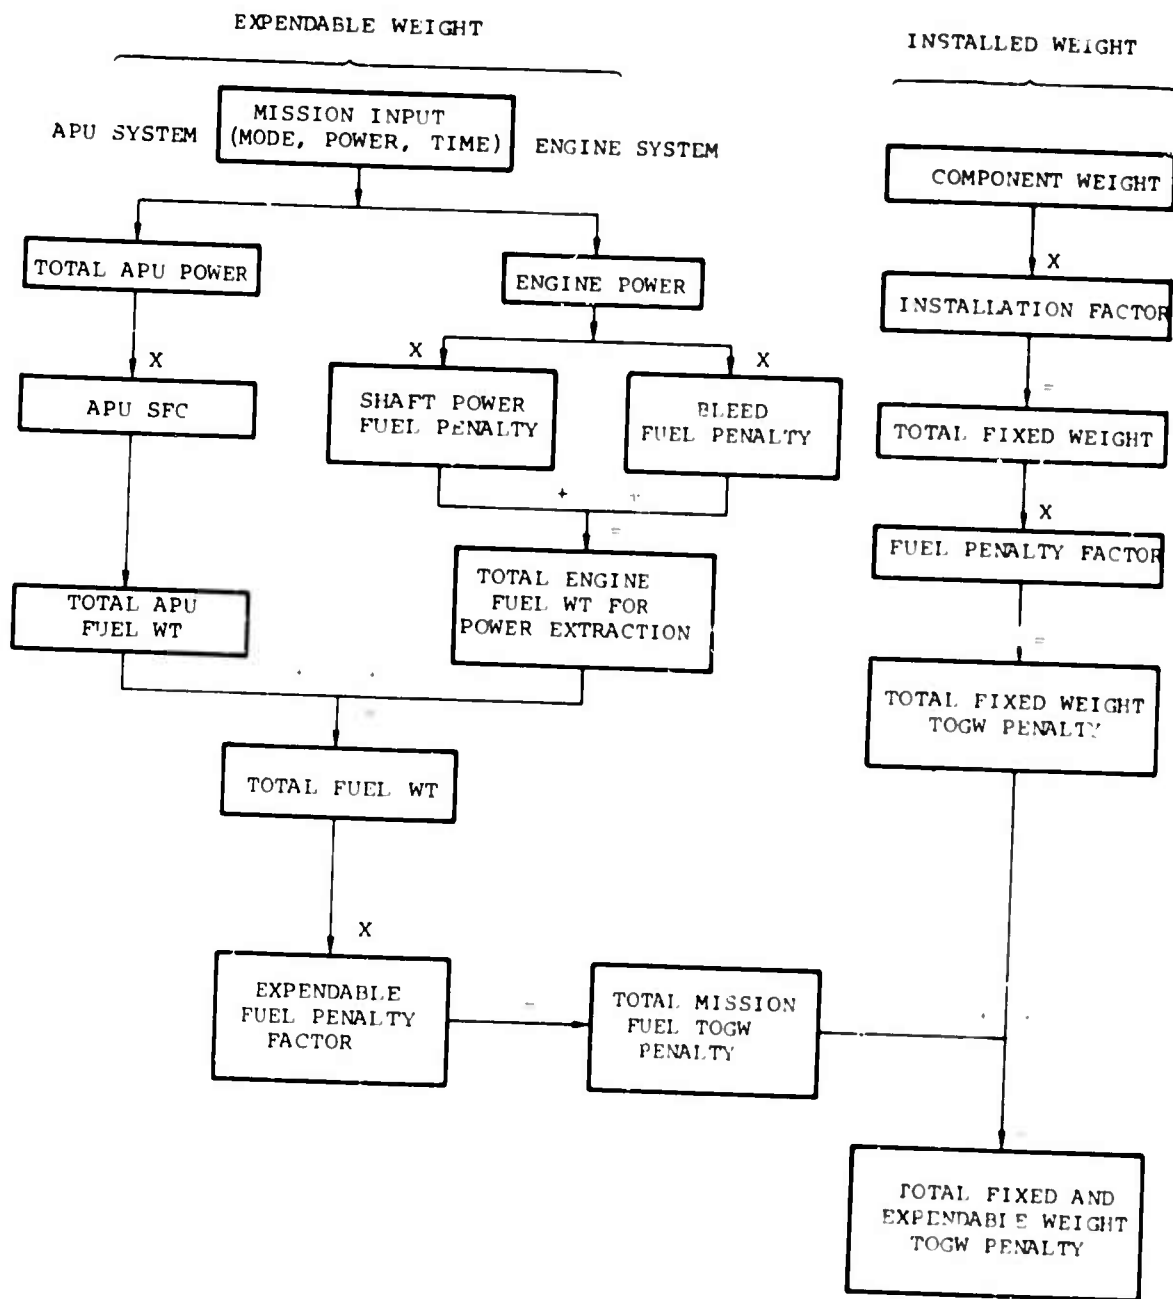 EXPENDABLE WEIGHT
MISSION INPUT
(MODE, POWER, TIME)
APU SYSTEM
ENGINE SYSTEM
TOTAL APU POWER
ENGINE POWER
X
APU SFC
X
SHAFT POWER
FUEL PENALTY
X
BLEED
FUEL PENALTY
+ +
=
TOTAL APU
FUEL WT
TOTAL ENGINE
FUEL WT FOR
POWER EXTRACTION
=
TOTAL FUEL WT
X
EXPENDABLE
FUEL PENALTY
FACTOR
=
TOTAL MISSION
FUEL TOGW
PENALTY
INSTALLED WEIGHT
COMPONENT WEIGHT
X
INSTALLATION FACTOR
=
TOTAL FIXED WEIGHT
X
FUEL PENALTY FACTOR
=
TOTAL FIXED WEIGHT
TOGW PENALTY
TOTAL FIXED AND
EXPENDABLE WEIGHT
TOGW PENALTY